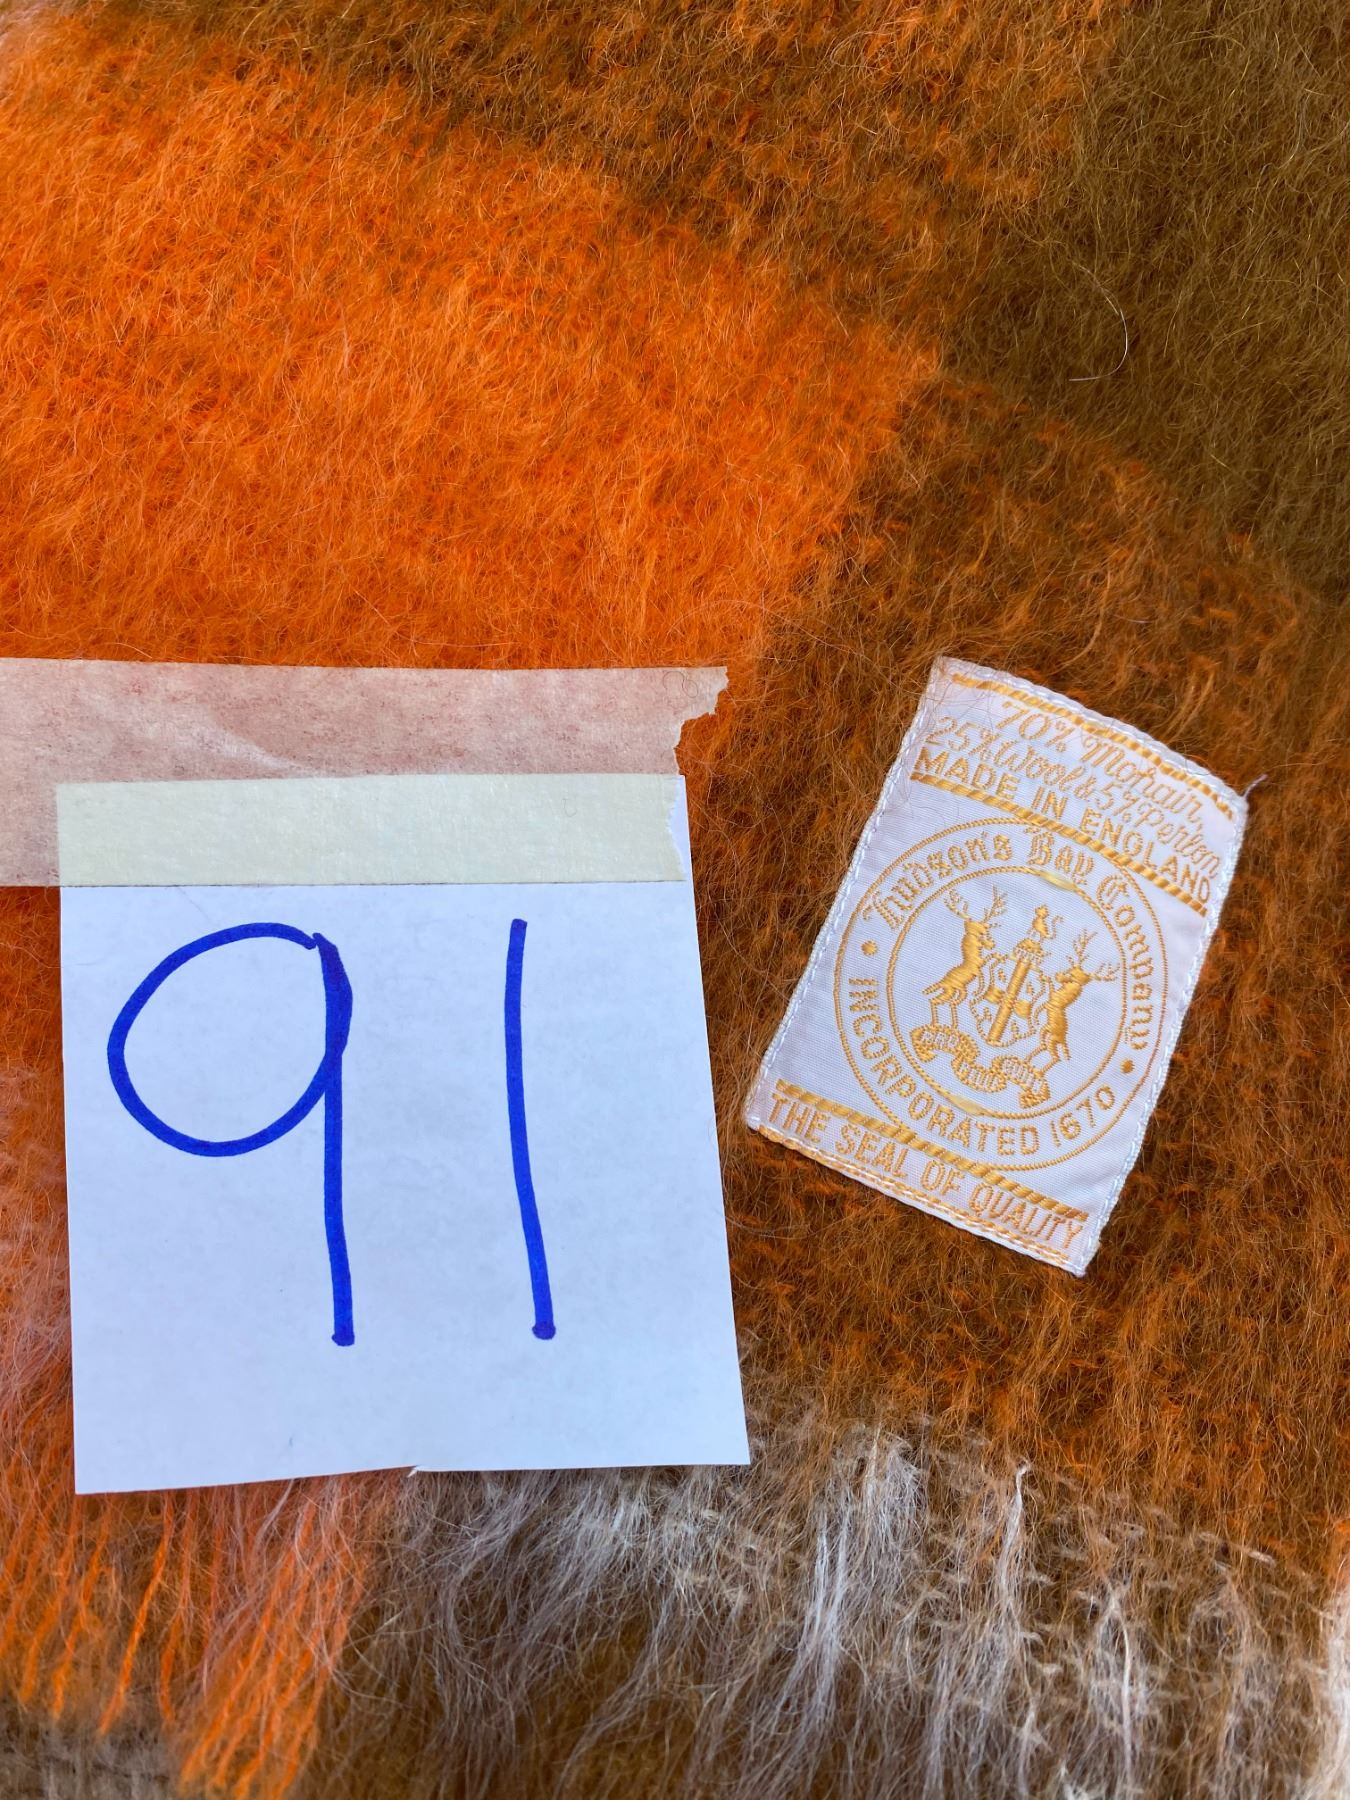 91
70% Mohair,
25% Wool & 5% Perlon
MADE IN ENGLAND
Hudson's Bay Company
INCORPORATED 1670
THE SEAL OF QUALITY